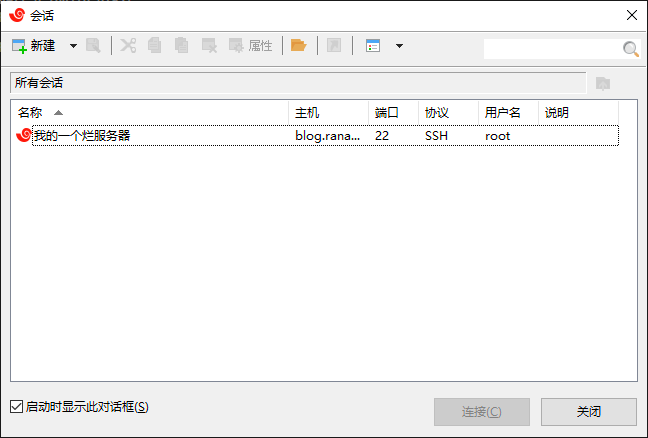 会话
新建 属性
所有会话
名称 主机 端口 协议 用户名 说明
我的一个烂服务器 blog.rana... 22 SSH root
启动时显示此对话框(S) 连接(C) 关闭